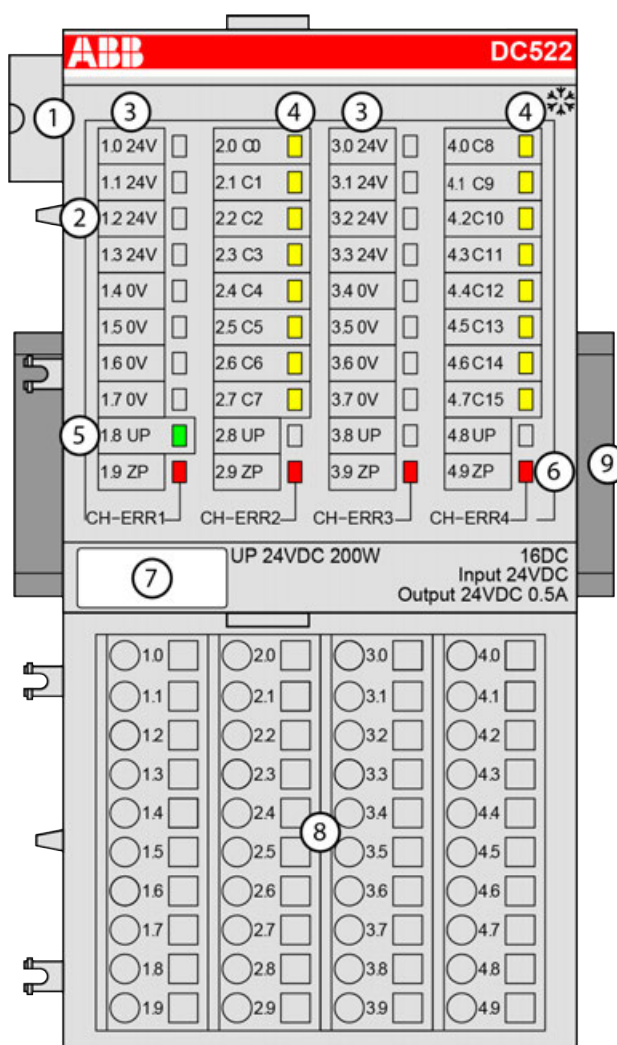 ABB DC522
1 3 4 3 4
1.0 24V 2.0 C0 3.0 24V 4.0 C8
1.1 24V 2.1 C1 3.1 24V 4.1 C9
2 1.2 24V 2.2 C2 3.2 24V 4.2 C10
1.3 24V 2.3 C3 3.3 24V 4.3 C11
1.4 0V 2.4 C4 3.4 0V 4.4 C12
1.5 0V 2.5 C5 3.5 0V 4.5 C13
1.6 0V 2.6 C6 3.6 0V 4.6 C14
1.7 0V 2.7 C7 3.7 0V 4.7 C15
5 1.8 UP 2.8 UP 3.8 UP 4.8 UP
1.9 ZP 2.9 ZP 3.9 ZP 4.9 ZP 6 9
CH-ERR1 CH-ERR2 CH-ERR3 CH-ERR4
7 UP 24VDC 200W 16DC
Input 24VDC
Output 24VDC 0.5A
1.0 2.0 3.0 4.0
1.1 2.1 3.1 4.1
1.2 2.2 3.2 4.2
1.3 2.3 3.3 4.3
1.4 2.4 3.4 4.4
8
1.5 2.5 3.5 4.5
1.6 2.6 3.6 4.6
1.7 2.7 3.7 4.7
1.8 2.8 3.8 4.8
1.9 2.9 3.9 4.9